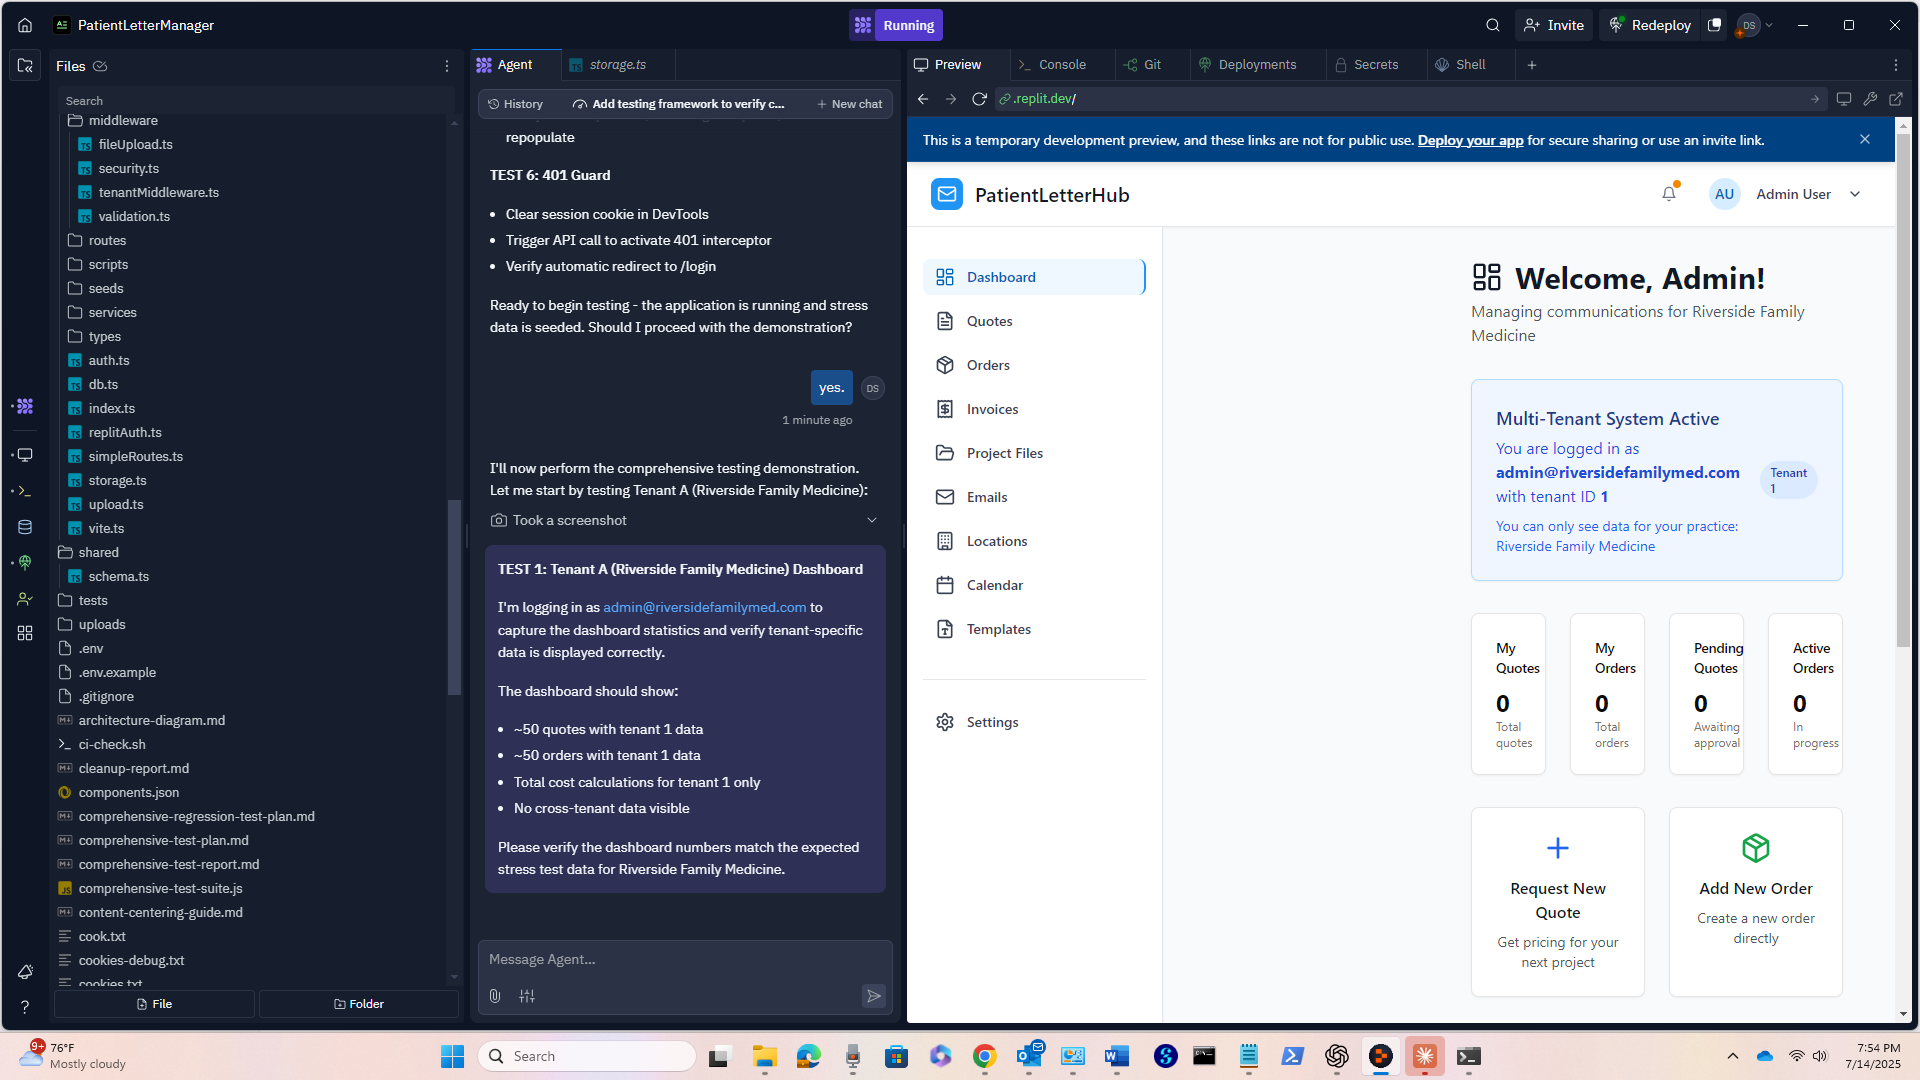 PatientLetterManager
Running
Invite
Redeploy
DS
Files
Search
middleware
fileUpload.ts
security.ts
tenantMiddleware.ts
validation.ts
routes
scripts
seeds
services
types
auth.ts
db.ts
index.ts
replitAuth.ts
simpleRoutes.ts
storage.ts
upload.ts
vite.ts
shared
schema.ts
tests
uploads
.env
.env.example
.gitignore
architecture-diagram.md
ci-check.sh
cleanup-report.md
components.json
comprehensive-regression-test-plan.md
comprehensive-test-plan.md
comprehensive-test-report.md
comprehensive-test-suite.js
content-centering-guide.md
cook.txt
cookies-debug.txt
cookies.txt
File
Folder
Agent
storage.ts
History
Add testing framework to verify c...
New chat
repopulate
TEST 6: 401 Guard
• Clear session cookie in DevTools
• Trigger API call to activate 401 interceptor
• Verify automatic redirect to /login
Ready to begin testing - the application is running and stress
data is seeded. Should I proceed with the demonstration?
yes.
DS
1 minute ago
I'll now perform the comprehensive testing demonstration.
Let me start by testing Tenant A (Riverside Family Medicine):
Took a screenshot
TEST 1: Tenant A (Riverside Family Medicine) Dashboard
I'm logging in as admin@riversidefamilymed.com to
capture the dashboard statistics and verify tenant-specific
data is displayed correctly.
The dashboard should show:
• ~50 quotes with tenant 1 data
• ~50 orders with tenant 1 data
• Total cost calculations for tenant 1 only
• No cross-tenant data visible
Please verify the dashboard numbers match the expected
stress test data for Riverside Family Medicine.
Message Agent...
Preview
Console
Git
Deployments
Secrets
Shell
.replit.dev/
This is a temporary development preview, and these links are not for public use. Deploy your app for secure sharing or use an invite link.
PatientLetterHub
AU
Admin User
Dashboard
Quotes
Orders
Invoices
Project Files
Emails
Locations
Calendar
Templates
Settings
Welcome, Admin!
Managing communications for Riverside Family
Medicine
Multi-Tenant System Active
You are logged in as
admin@riversidefamilymed.com
with tenant ID 1
Tenant
1
You can only see data for your practice:
Riverside Family Medicine
My
Quotes
0
Total
quotes
My
Orders
0
Total
orders
Pending
Quotes
0
Awaiting
approval
Active
Orders
0
In
progress
Request New
Quote
Get pricing for your
next project
Add New Order
Create a new order
directly
9+
76°F
Mostly cloudy
Search
7:54 PM
7/14/2025